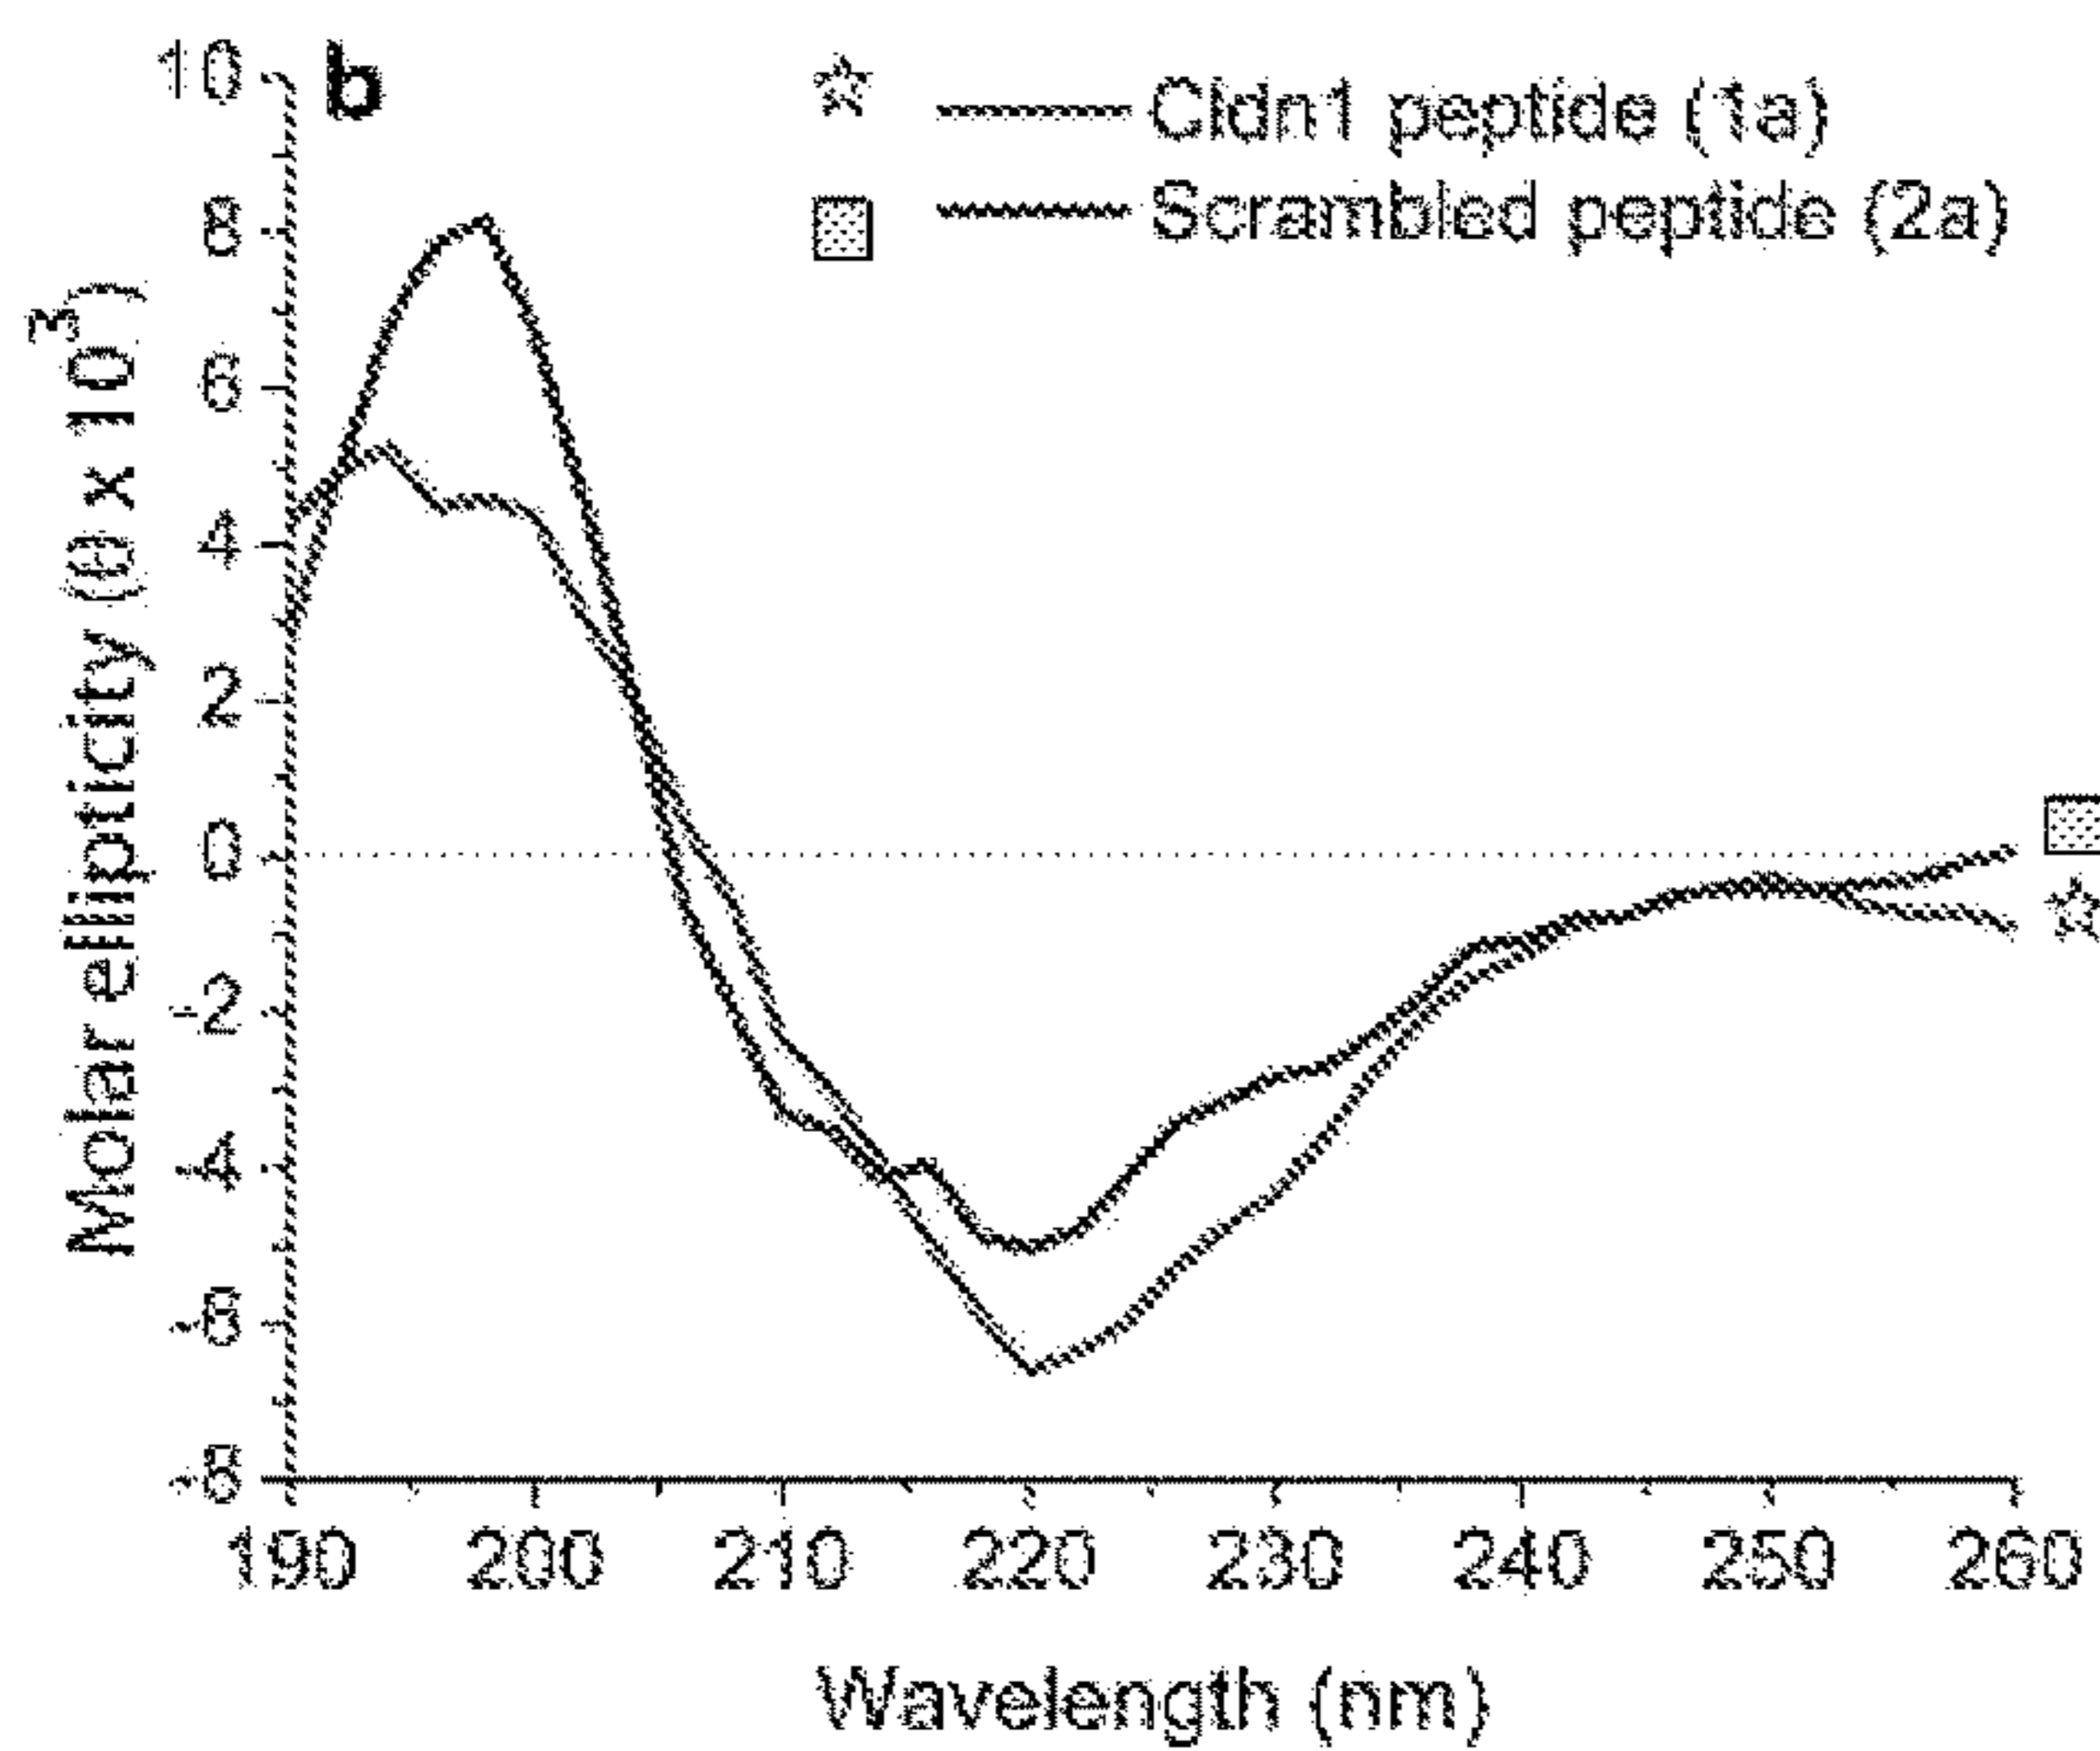 b
Cldn1 peptide (1a)
Scrambled peptide (2a)
Molar ellipticity (θ x 10³)
10
8
6
4
2
0
-2
-4
-6
-8
190 200 210 220 230 240 250 260
Wavelength (nm)